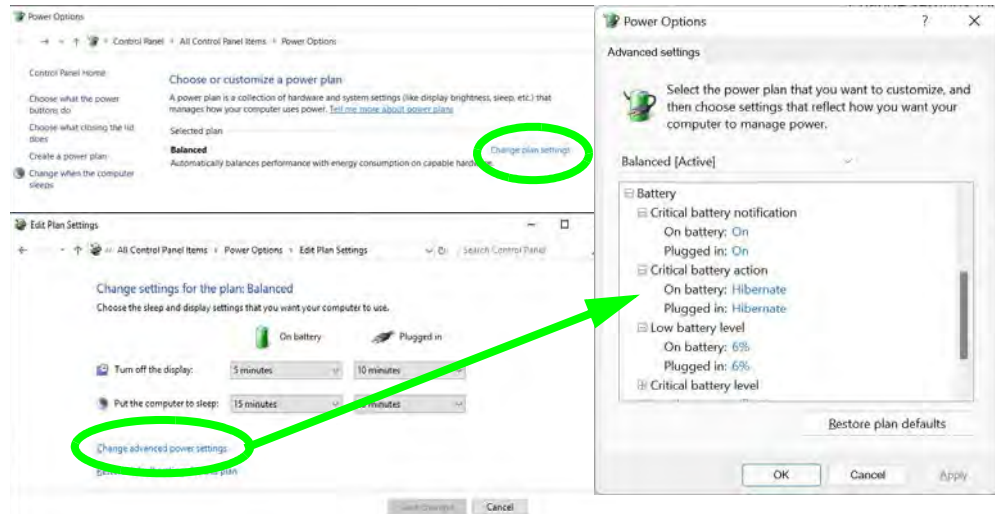 Power Options
Control Panel › All Control Panel Items › Power Options
Control Panel Home
Choose what the power
buttons do
Choose what closing the lid
does
Create a power plan
Change when the computer
sleeps
Choose or customize a power plan
A power plan is a collection of hardware and system settings (like display brightness, sleep, etc.) that
manages how your computer uses power. Tell me more about power plans
Selected plan
Balanced
Change plan settings
Automatically balances performance with energy consumption on capable hardware.
Edit Plan Settings
« All Control Panel Items › Power Options › Edit Plan Settings
Search Control Panel
Change settings for the plan: Balanced
Choose the sleep and display settings that you want your computer to use.
On battery
Plugged in
Turn off the display:
5 minutes
10 minutes
Put the computer to sleep:
15 minutes
minutes
Change advanced power settings
plan
Cancel
Power Options
?
Advanced settings
Select the power plan that you want to customize, and
then choose settings that reflect how you want your
computer to manage power.
Balanced [Active]
Battery
Critical battery notification
On battery: On
Plugged in: On
Critical battery action
On battery: Hibernate
Plugged in: Hibernate
Low battery level
On battery: 6%
Plugged in: 6%
Critical battery level
Restore plan defaults
OK
Cancel
Apply